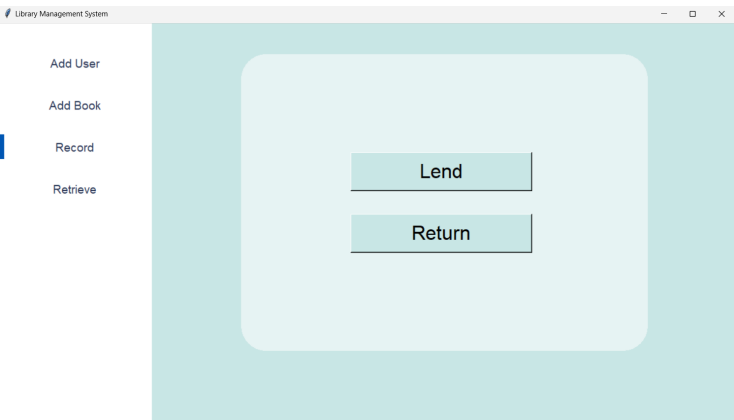 Library Management System
Add User
Add Book
Record
Retrieve
Lend
Return